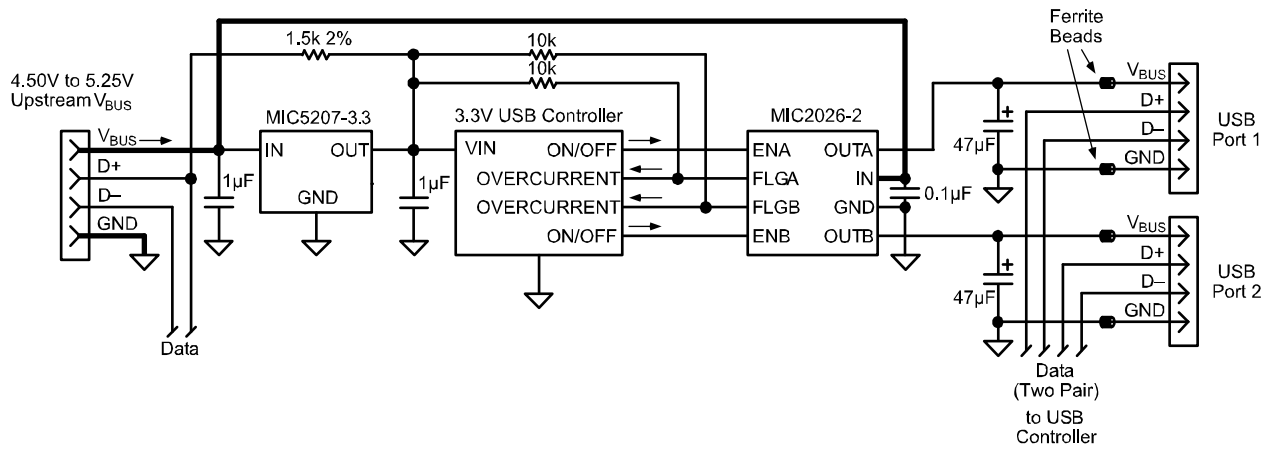 4.50V to 5.25V
Upstream VBUS
VBUS
D+
D–
GND
Data
1.5k 2%
10k
10k
MIC5207-3.3
IN
OUT
GND
1µF
1µF
3.3V USB Controller
VIN
ON/OFF
OVERCURRENT
OVERCURRENT
ON/OFF
MIC2026-2
ENA
FLGA
FLGB
ENB
OUTA
IN
GND
OUTB
0.1µF
47µF
47µF
Ferrite
Beads
VBUS
D+
D–
GND
USB
Port 1
VBUS
D+
D–
GND
USB
Port 2
Data
(Two Pair)
to USB
Controller